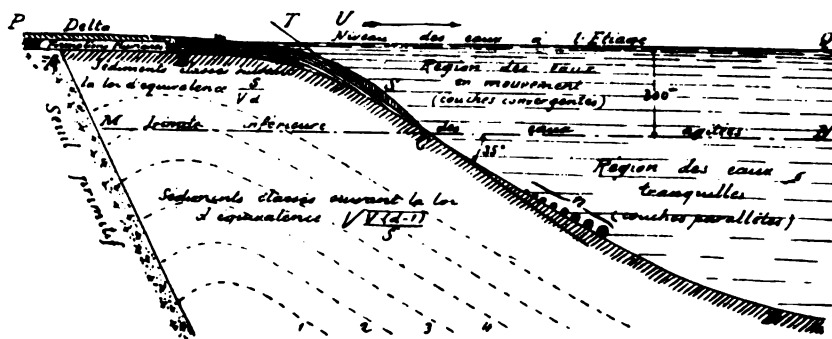 P Delta T U Q
Niveau des eaux à l'Etiage
Sédiments classés suivant
la loi d'équivalence S/Vd
S
Région des eaux
en mouvement
(couches convergentes)
300m
M Limite inférieure des eaux agitées N
35°
Seuil primitif
Région des eaux
tranquilles
(couches parallèles)
n
Sédiments classés suivant la loi
d'équivalence √V(d-1)/S
1 2 3 4